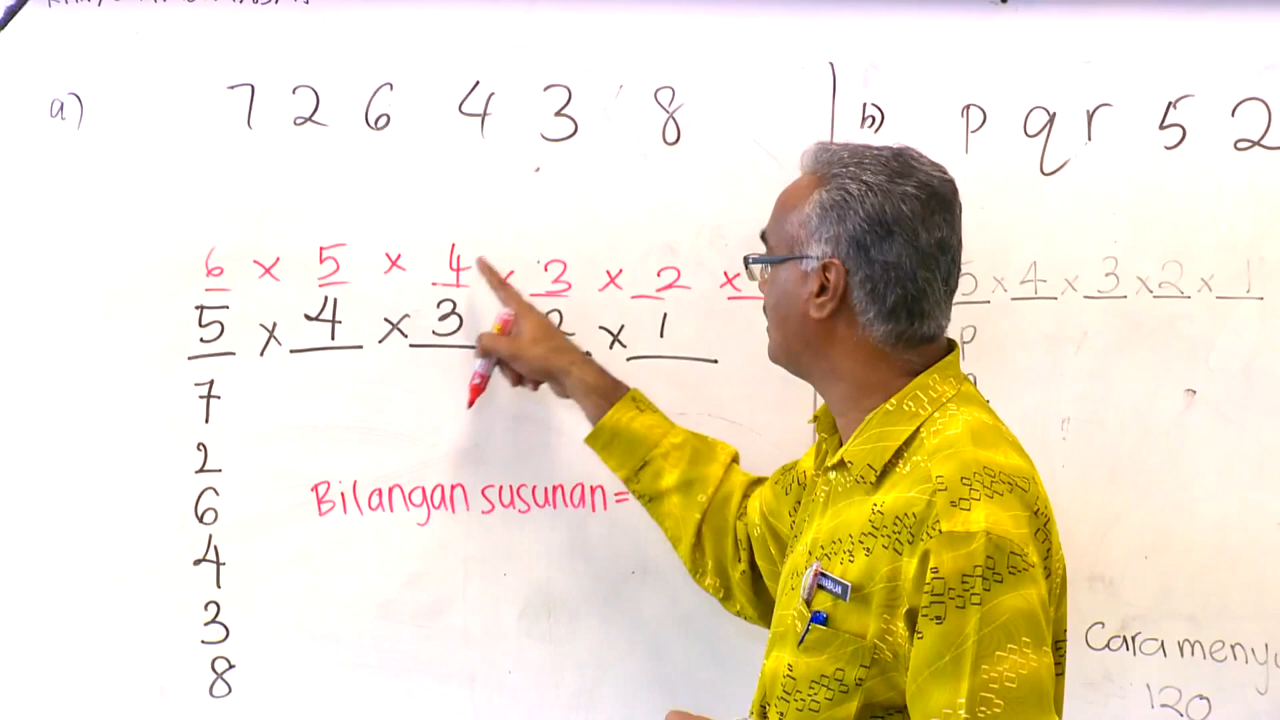 a) 7 2 6 4 3 8
6 × 5 × 4 × 3 × 2 ×
5 × 4 × 3 2 × 1
7
2
6
4
3
8
Bilangan susunan =
b) p q r 5 2
5 × 4 × 3 × 2 × 1
p
Cara
120